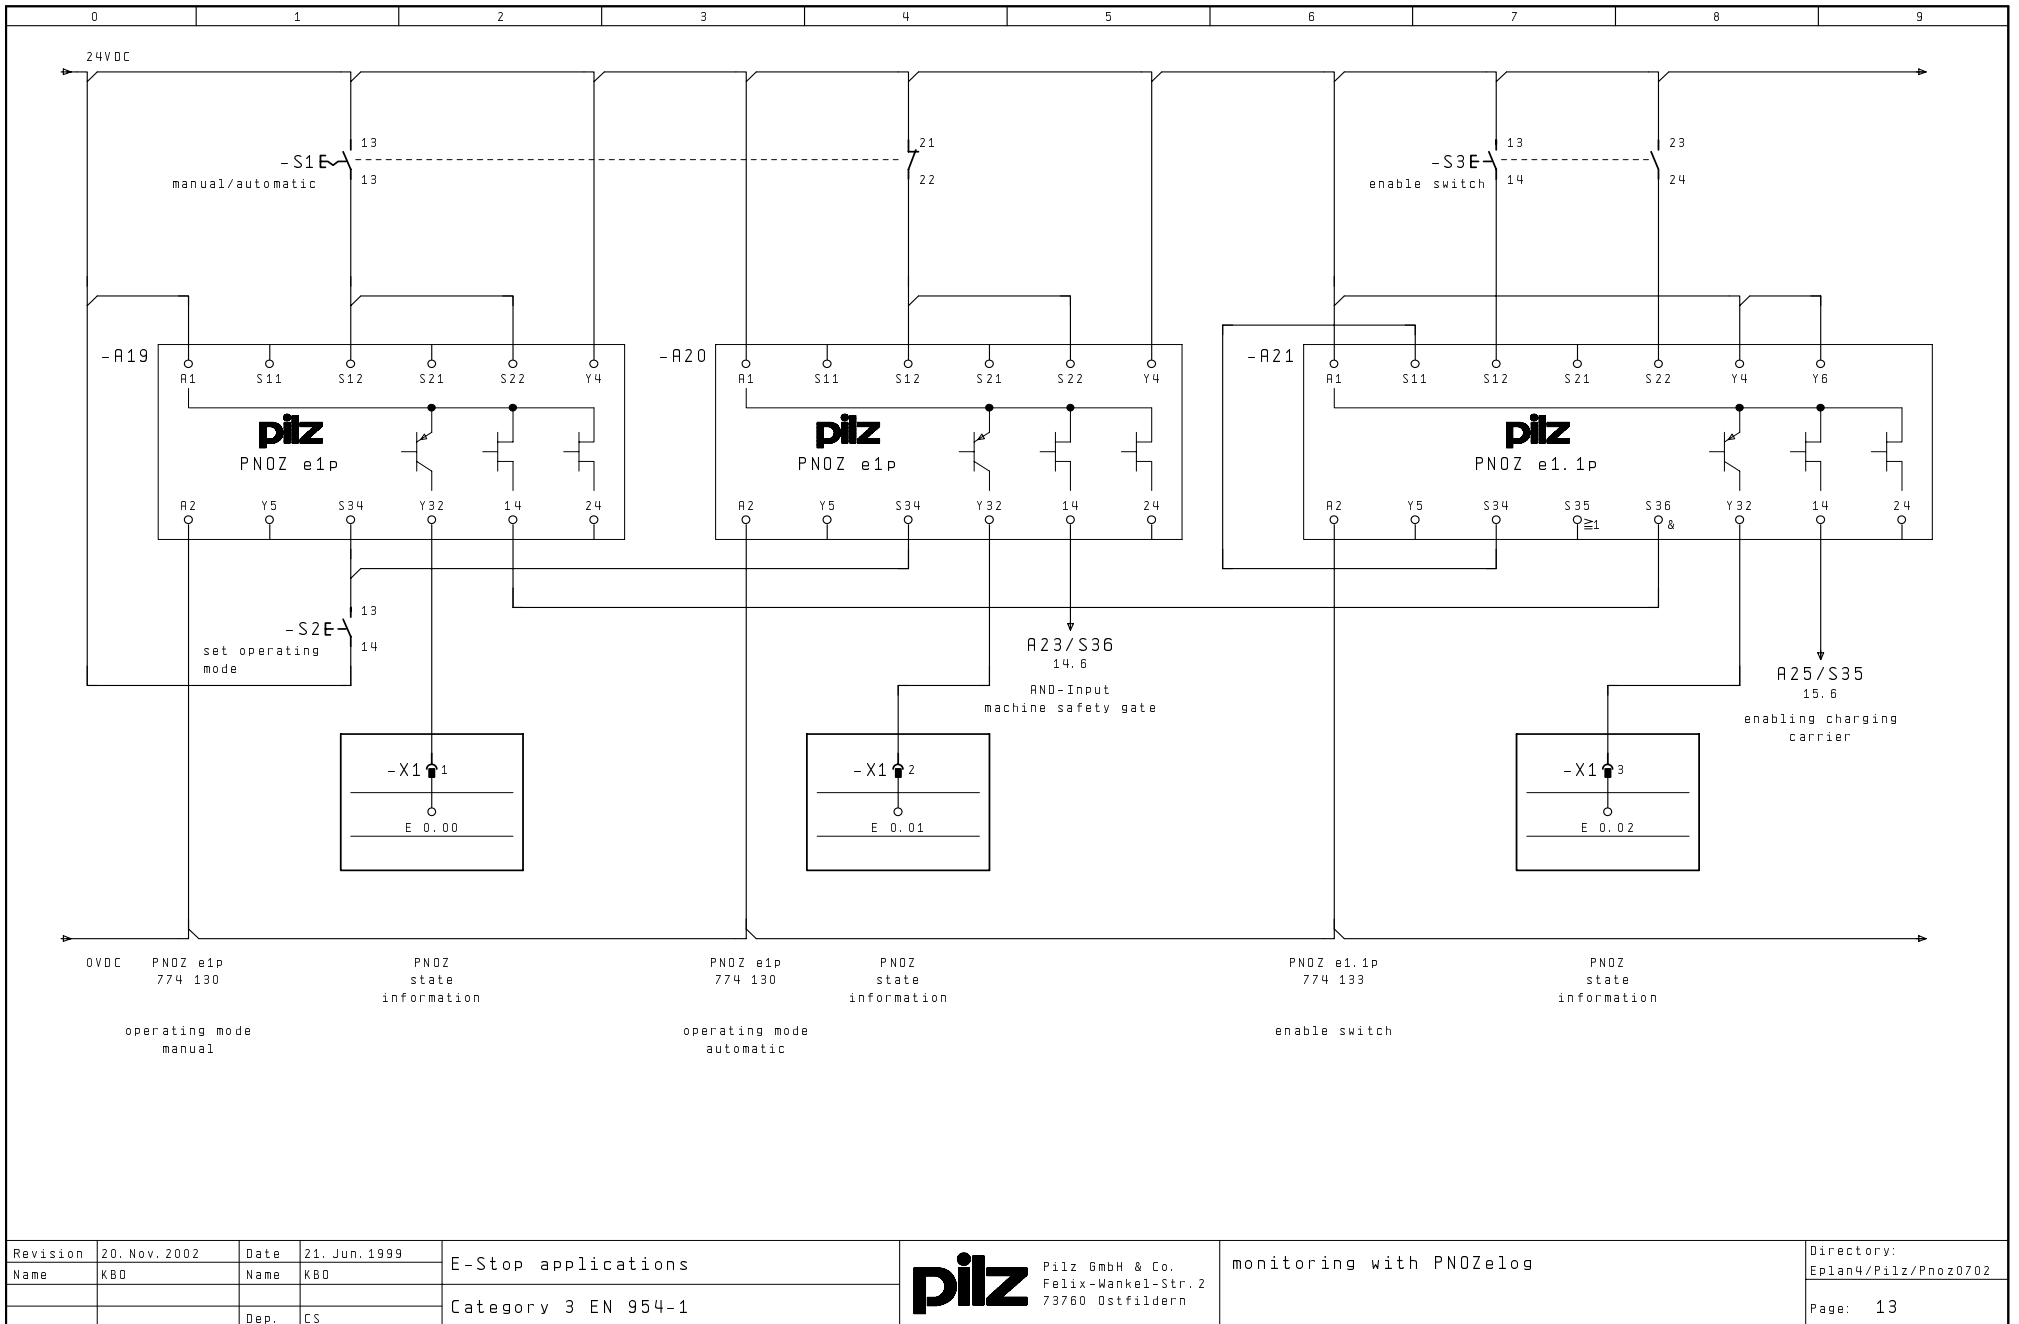 0 1 2 3 4 5 6 7 8 9
24VDC
13 21 13 23
-S1 -S3
manual/automatic 13 22 enable switch 14 24
-A19 -A20 -A21
A1 S11 S12 S21 S22 Y4 A1 S11 S12 S21 S22 Y4 A1 S11 S12 S21 S22 Y4 Y6
pilz pilz pilz
PNOZ e1p PNOZ e1p PNOZ e1.1p
A2 Y5 S34 Y32 14 24 A2 Y5 S34 Y32 14 24 A2 Y5 S34 S35 S36 Y32 14 24
≧1 &
13
-S2
14
set operating
mode
A23/S36
14.6
AND-Input
machine safety gate
A25/S35
15.6
enabling charging
carrier
-X1 1 -X1 2 -X1 3
E 0.00 E 0.01 E 0.02
0VDC PNOZ e1p PNOZ PNOZ e1p PNOZ PNOZ e1.1p PNOZ
774 130 state 774 130 state 774 133 state
information information information
operating mode operating mode enable switch
manual automatic
Revision 20.Nov.2002 Date 21.Jun.1999
Name KBO Name KBO
Dep. CS
E-Stop applications
Category 3 EN 954-1
pilz
Pilz GmbH & Co.
Felix-Wankel-Str.2
73760 Ostfildern
monitoring with PNOZelog
Directory:
Eplan4/Pilz/Pnoz0702
Page: 13